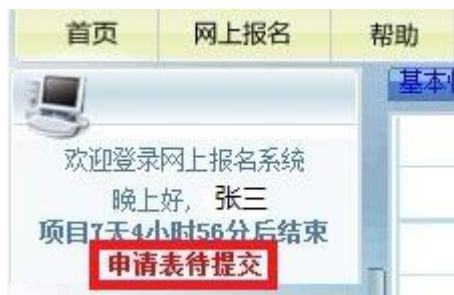 首页 网上报名 帮助
基本
欢迎登录网上报名系统
晚上好, 张三
项目7天4小时56分后结束
申请表待提交